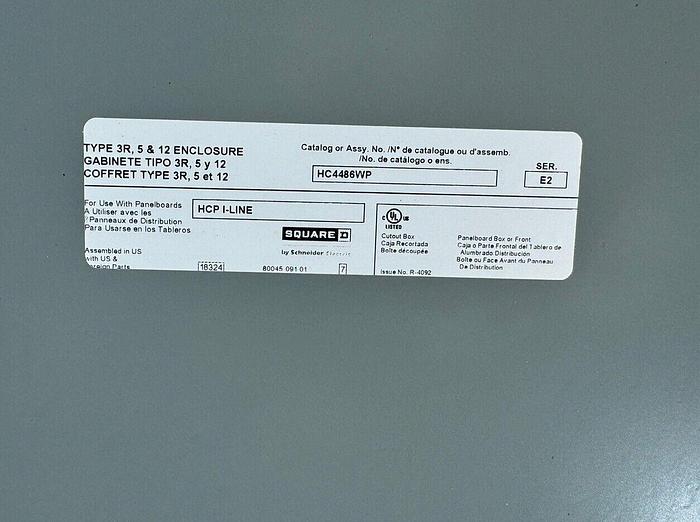 TYPE 3R, 5 & 12 ENCLOSURE
GABINETE TIPO 3R, 5 y 12
COFFRET TYPE 3R, 5 et 12
Catalog or Assy. No. /N° de catalogue ou d'assemb.
/No. de catálogo o ens.
HC4486WP
SER.
E2
For Use With Panelboards
A Utiliser avec les
Panneaux de Distribution
Para Usarse en los Tableros
HCP I-LINE
SQUARE D
by Schneider Electric
Assembled in US
with US &
Foreign Parts
18324
80045 091 01
7
C UL US
LISTED
Cutout Box
Caja Recortada
Boîte découpée
Panelboard Box or Front
Caja o Parte Frontal del Tablero de
Alumbrado Distribución
Boîte ou Face Avant du Panneau
De Distribution
Issue No. R-4092